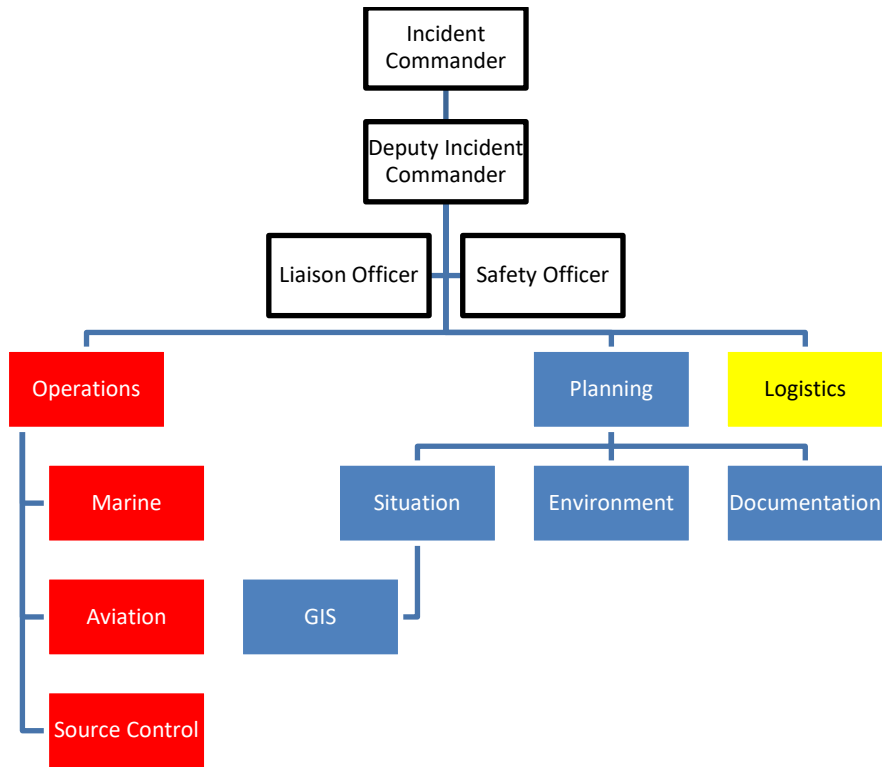 Incident
Commander
Deputy Incident
Commander
Liaison Officer
Safety Officer
Operations
Planning
Logistics
Marine
Situation
Environment
Documentation
Aviation
GIS
Source Control